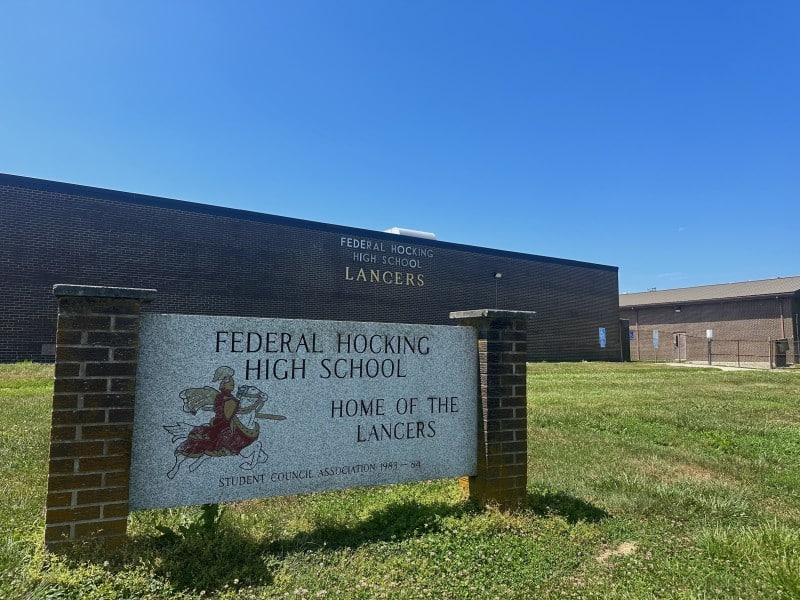 FEDERAL HOCKING
HIGH SCHOOL
LANCERS
FEDERAL HOCKING
HIGH SCHOOL
HOME OF THE
LANCERS
STUDENT COUNCIL ASSOCIATION 1983 - 84